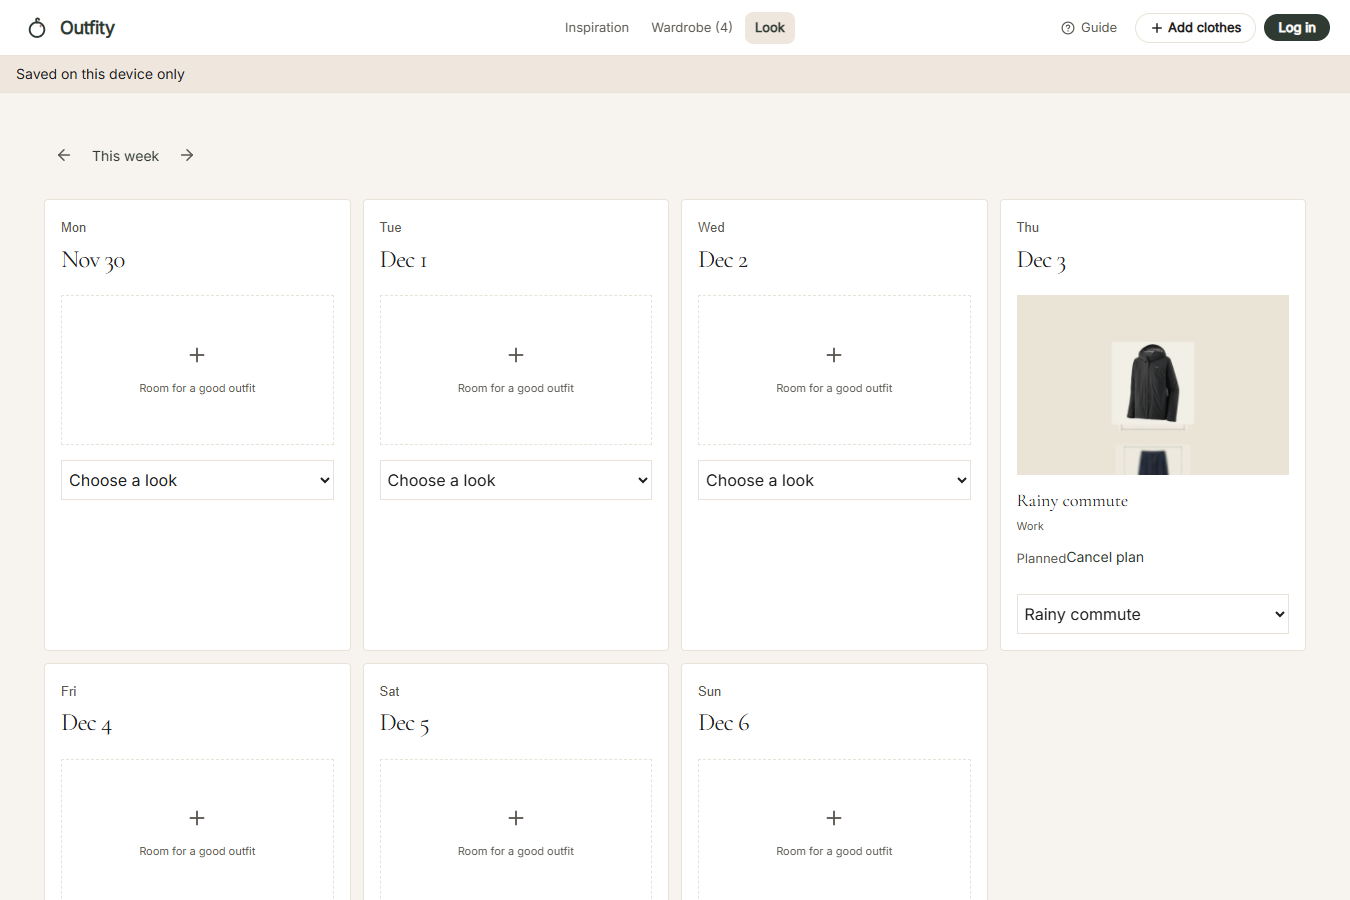 Outfity
Inspiration
Wardrobe (4)
Look
Guide
+ Add clothes
Log in
Saved on this device only
This week
Mon
Nov 30
Room for a good outfit
Choose a look
Tue
Dec 1
Room for a good outfit
Choose a look
Wed
Dec 2
Room for a good outfit
Choose a look
Thu
Dec 3
Rainy commute
Work
Planned
Cancel plan
Rainy commute
Fri
Dec 4
Room for a good outfit
Sat
Dec 5
Room for a good outfit
Sun
Dec 6
Room for a good outfit